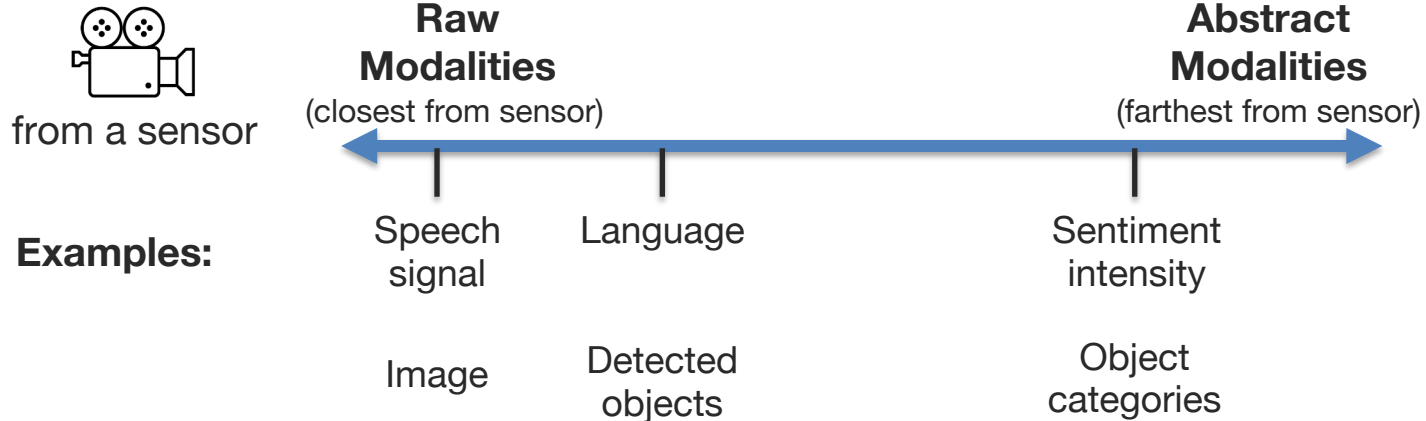 from a sensor
Raw
Modalities
(closest from sensor)
Abstract
Modalities
(farthest from sensor)
Examples:
Speech
signal
Language
Sentiment
intensity
Image
Detected
objects
Object
categories